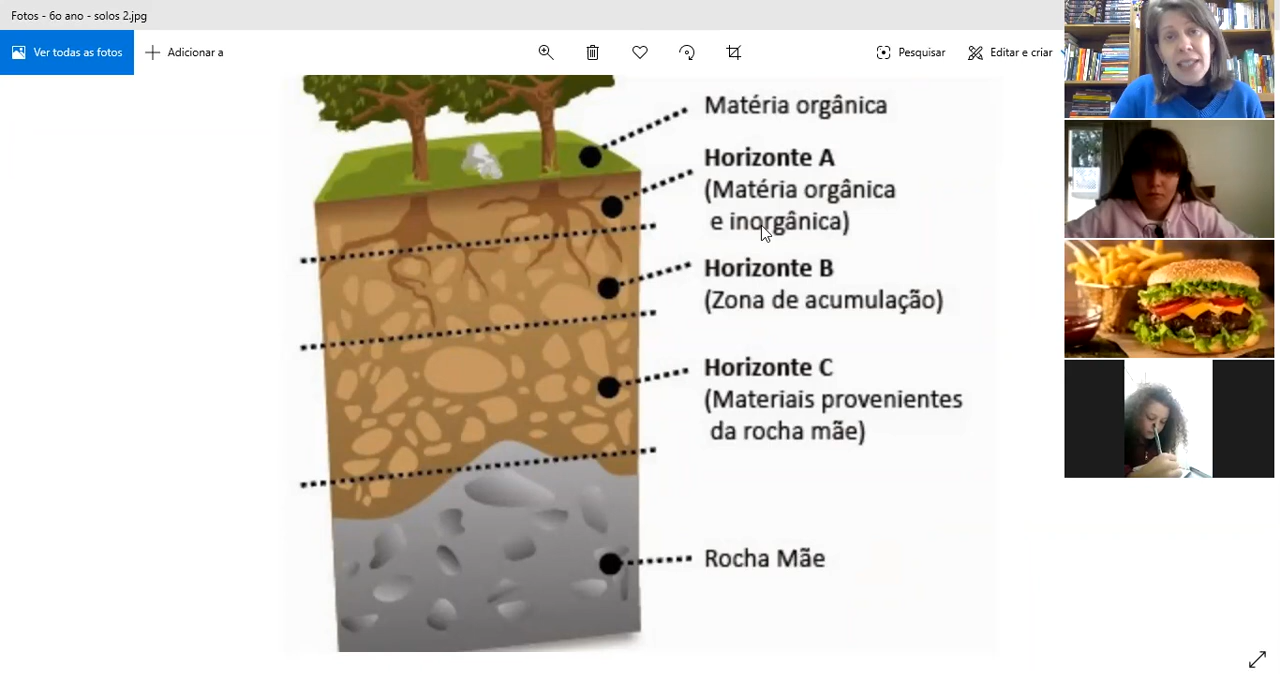 Fotos - 6o ano - solos 2.jpg
Ver todas as fotos
Adicionar a
Pesquisar
Editar e criar
Matéria orgânica
Horizonte A
(Matéria orgânica
e inorgânica)
Horizonte B
(Zona de acumulação)
Horizonte C
(Materiais provenientes
da rocha mãe)
Rocha Mãe